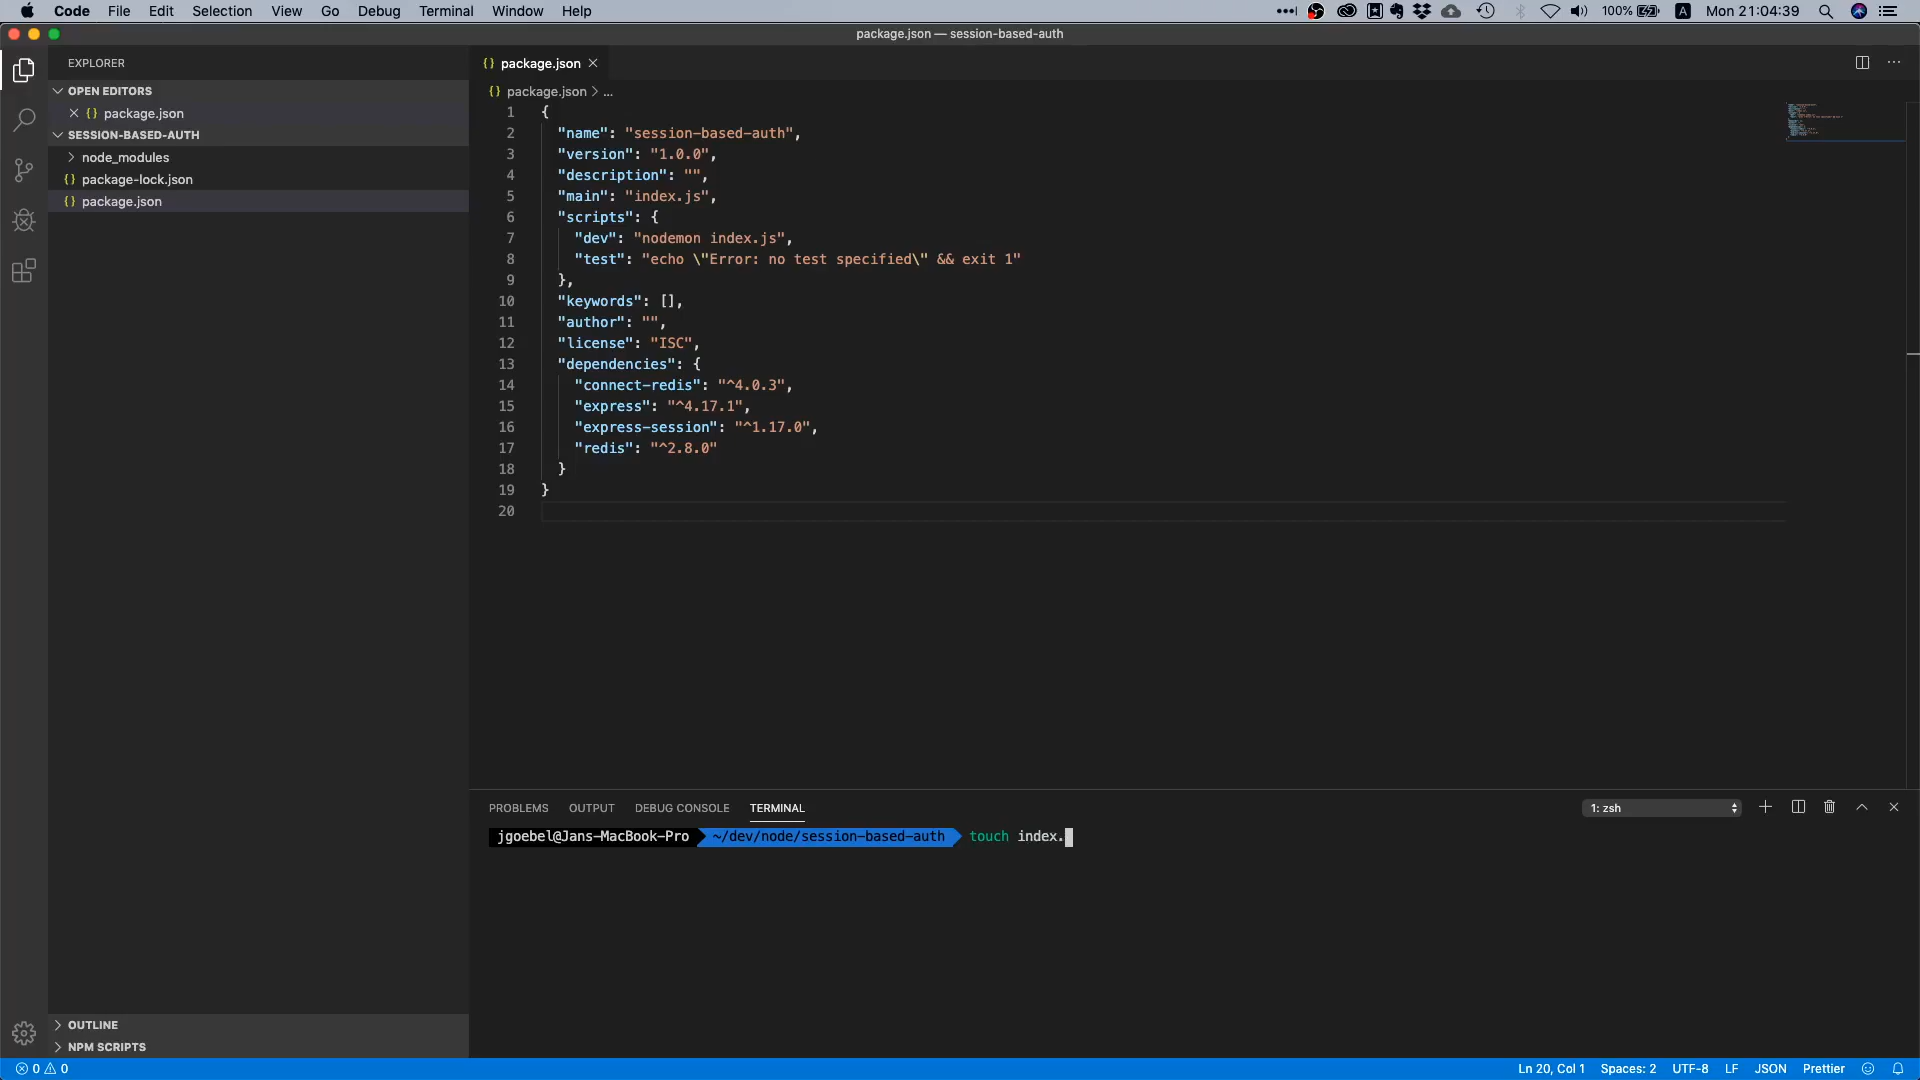 Code File Edit Selection View Go Debug Terminal Window Help 100% A Mon 21:04:39
package.json — session-based-auth
EXPLORER
OPEN EDITORS
{} package.json
SESSION-BASED-AUTH
node_modules
{} package-lock.json
{} package.json
OUTLINE
NPM SCRIPTS
{} package.json
{} package.json > ...
1 {
2 "name": "session-based-auth",
3 "version": "1.0.0",
4 "description": "",
5 "main": "index.js",
6 "scripts": {
7 "dev": "nodemon index.js",
8 "test": "echo \"Error: no test specified\" && exit 1"
9 },
10 "keywords": [],
11 "author": "",
12 "license": "ISC",
13 "dependencies": {
14 "connect-redis": "^4.0.3",
15 "express": "^4.17.1",
16 "express-session": "^1.17.0",
17 "redis": "^2.8.0"
18 }
19 }
20
PROBLEMS OUTPUT DEBUG CONSOLE TERMINAL 1: zsh
jgoebel@Jans-MacBook-Pro ~/dev/node/session-based-auth touch index.
0 0 Ln 20, Col 1 Spaces: 2 UTF-8 LF JSON Prettier